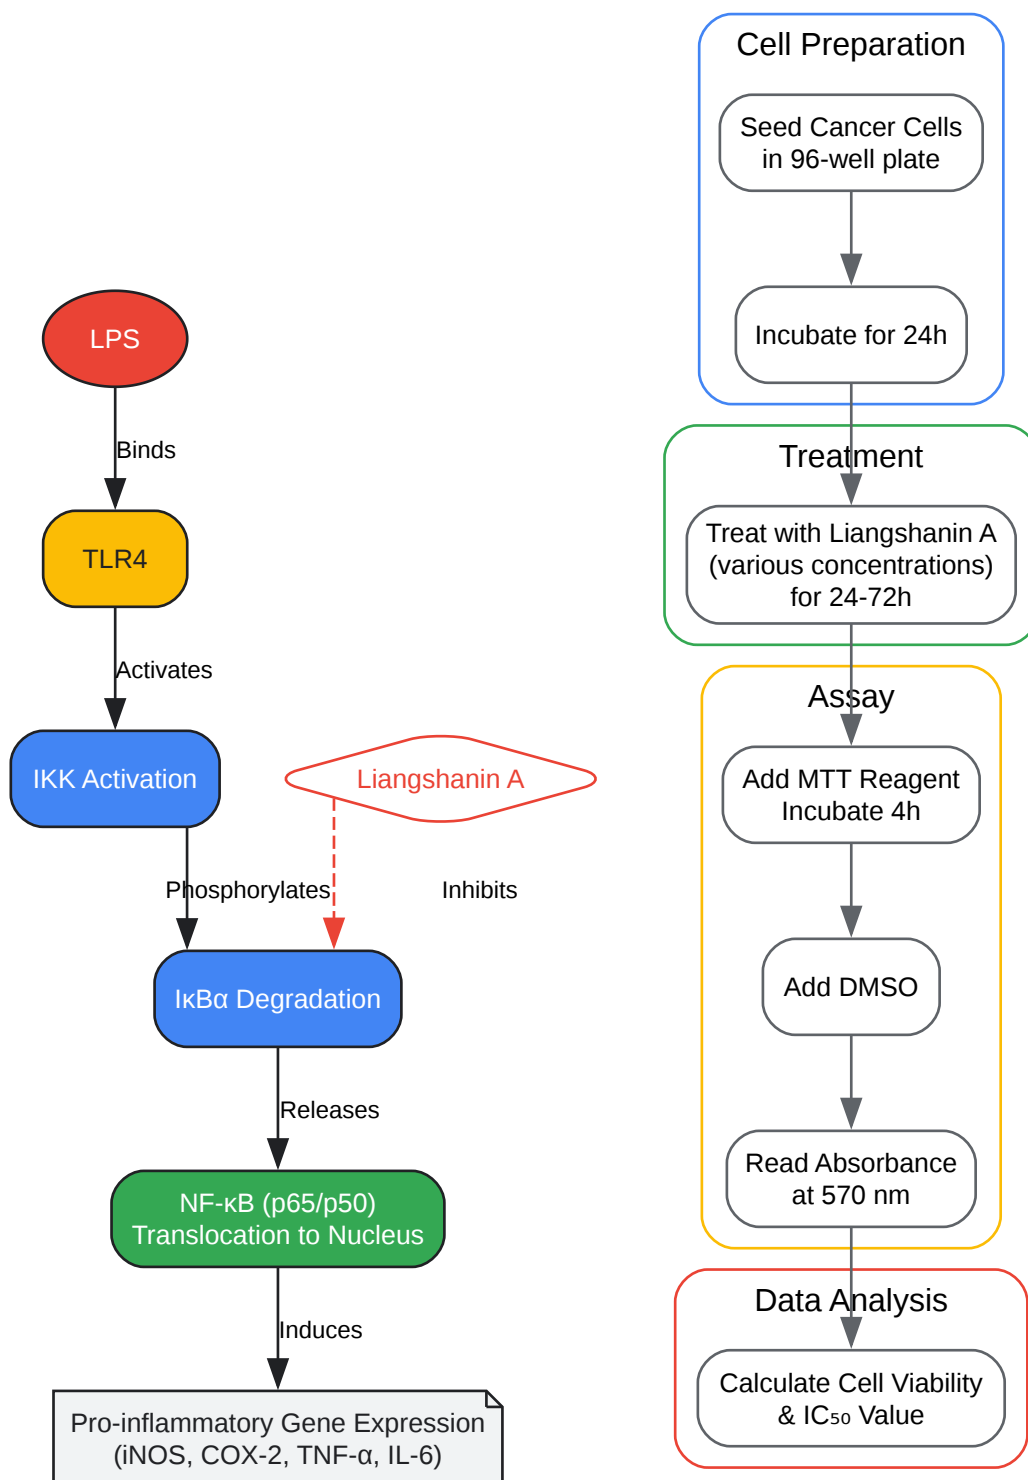 LPS
Binds
TLR4
Activates
IKK Activation
Liangshanin A
Phosphorylates
Inhibits
IκBα Degradation
Releases
NF-κB (p65/p50)
Translocation to Nucleus
Induces
Pro-inflammatory Gene Expression
(iNOS, COX-2, TNF-α, IL-6)
Cell Preparation
Seed Cancer Cells
in 96-well plate
Incubate for 24h
Treatment
Treat with Liangshanin A
(various concentrations)
for 24-72h
Assay
Add MTT Reagent
Incubate 4h
Add DMSO
Read Absorbance
at 570 nm
Data Analysis
Calculate Cell Viability
& IC₅₀ Value